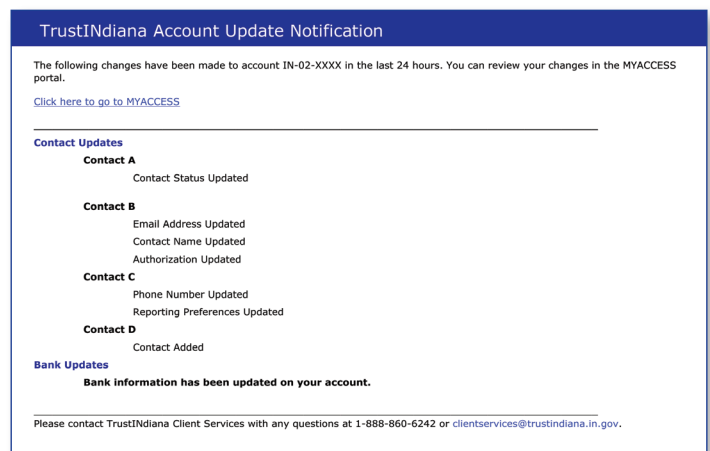 TrustINdiana Account Update Notification
The following changes have been made to account IN-02-XXXX in the last 24 hours. You can review your changes in the MYACCESS
portal.
Click here to go to MYACCESS
Contact Updates
Contact A
Contact Status Updated
Contact B
Email Address Updated
Contact Name Updated
Authorization Updated
Contact C
Phone Number Updated
Reporting Preferences Updated
Contact D
Contact Added
Bank Updates
Bank information has been updated on your account.
Please contact TrustINdiana Client Services with any questions at 1-888-860-6242 or clientservices@trustindiana.in.gov.